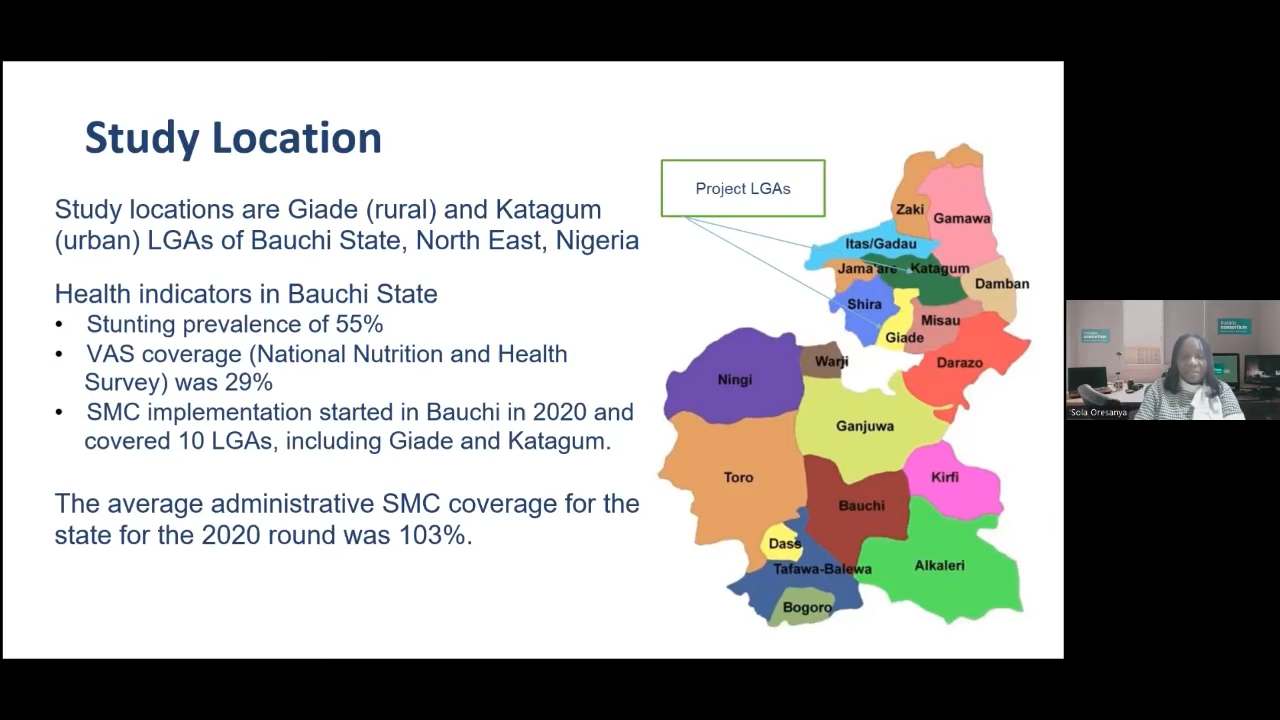 Study Location
Study locations are Giade (rural) and Katagum
(urban) LGAs of Bauchi State, North East, Nigeria
Health indicators in Bauchi State
• Stunting prevalence of 55%
• VAS coverage (National Nutrition and Health
Survey) was 29%
• SMC implementation started in Bauchi in 2020 and
covered 10 LGAs, including Giade and Katagum.
The average administrative SMC coverage for the
state for the 2020 round was 103%.
Project LGAs
Zaki
Gamawa
Itas/Gadau
Jama'are
Katagum
Damban
Shira
Misau
Giade
Warji
Darazo
Ningi
Ganjuwa
Toro
Kirfi
Bauchi
Dass
Tafawa-Balewa
Alkaleri
Bogoro
malaria
consortium
'Sola Oresanya